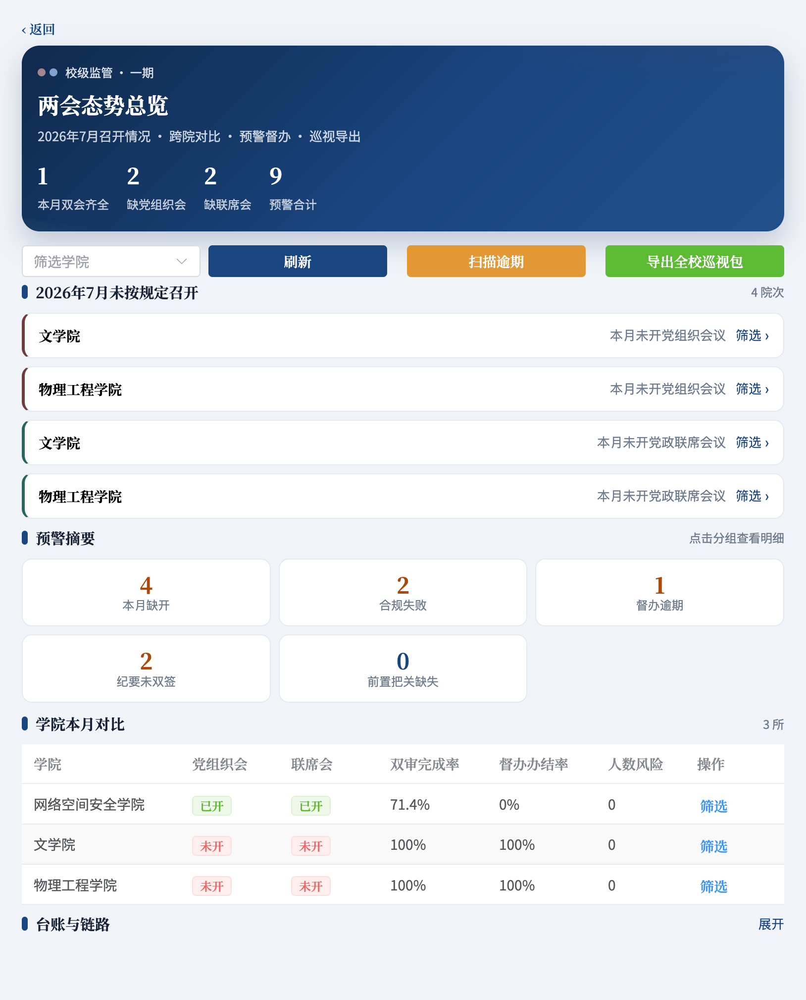 ‹ 返回
校级监管 · 一期
两会态势总览
2026年7月召开情况 · 跨院对比 · 预警督办 · 巡视导出
1 2 2 9
本月双会齐全 缺党组织会 缺联席会 预警合计
筛选学院 刷新 扫描逾期 导出全校巡视包
2026年7月未按规定召开 4 院次
文学院 本月未开党组织会议 筛选 ›
物理工程学院 本月未开党组织会议 筛选 ›
文学院 本月未开党政联席会议 筛选 ›
物理工程学院 本月未开党政联席会议 筛选 ›
预警摘要 点击分组查看明细
4 2 1
本月缺开 合规失败 督办逾期
2 0
纪要未双签 前置把关缺失
学院本月对比 3 所
学院 党组织会 联席会 双审完成率 督办办结率 人数风险 操作
网络空间安全学院 已开 已开 71.4% 0% 0 筛选
文学院 未开 未开 100% 100% 0 筛选
物理工程学院 未开 未开 100% 100% 0 筛选
台账与链路 展开